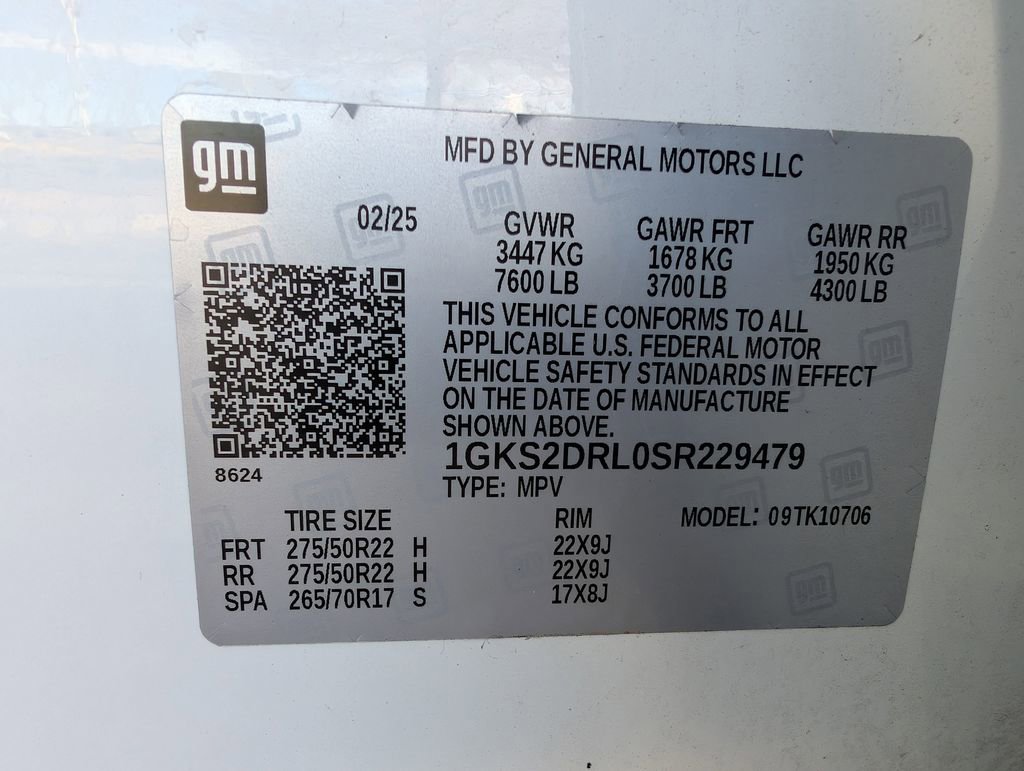 gm
MFD BY GENERAL MOTORS LLC
02/25
GVWR GAWR FRT GAWR RR
3447 KG 1678 KG 1950 KG
7600 LB 3700 LB 4300 LB
THIS VEHICLE CONFORMS TO ALL
APPLICABLE U.S. FEDERAL MOTOR
VEHICLE SAFETY STANDARDS IN EFFECT
ON THE DATE OF MANUFACTURE
SHOWN ABOVE.
1GKS2DRL0SR229479
8624
TYPE: MPV
TIRE SIZE RIM MODEL: 09TK10706
FRT 275/50R22 H 22X9J
RR 275/50R22 H 22X9J
SPA 265/70R17 S 17X8J